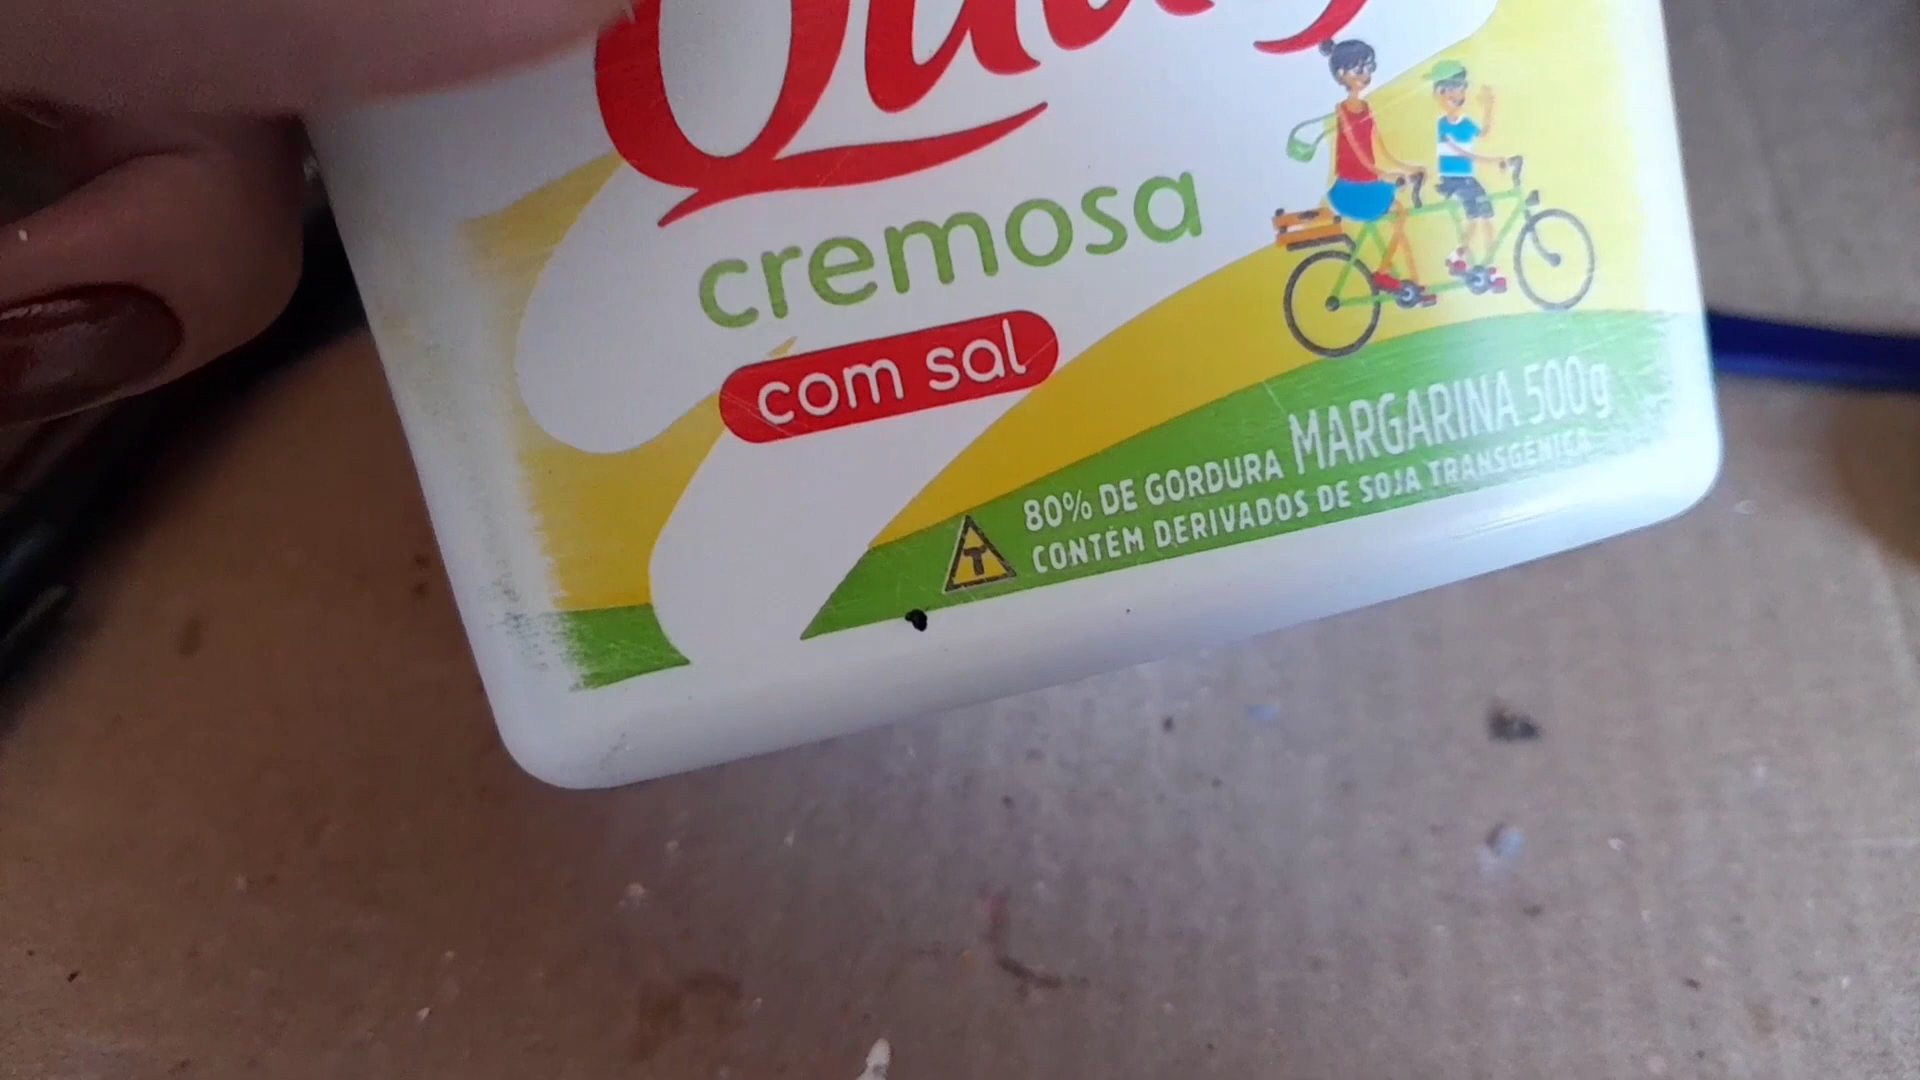 cremosa
com sal
MARGARINA 500g
80% DE GORDURA
CONTÉM DERIVADOS DE SOJA TRANSGÊNICA
T